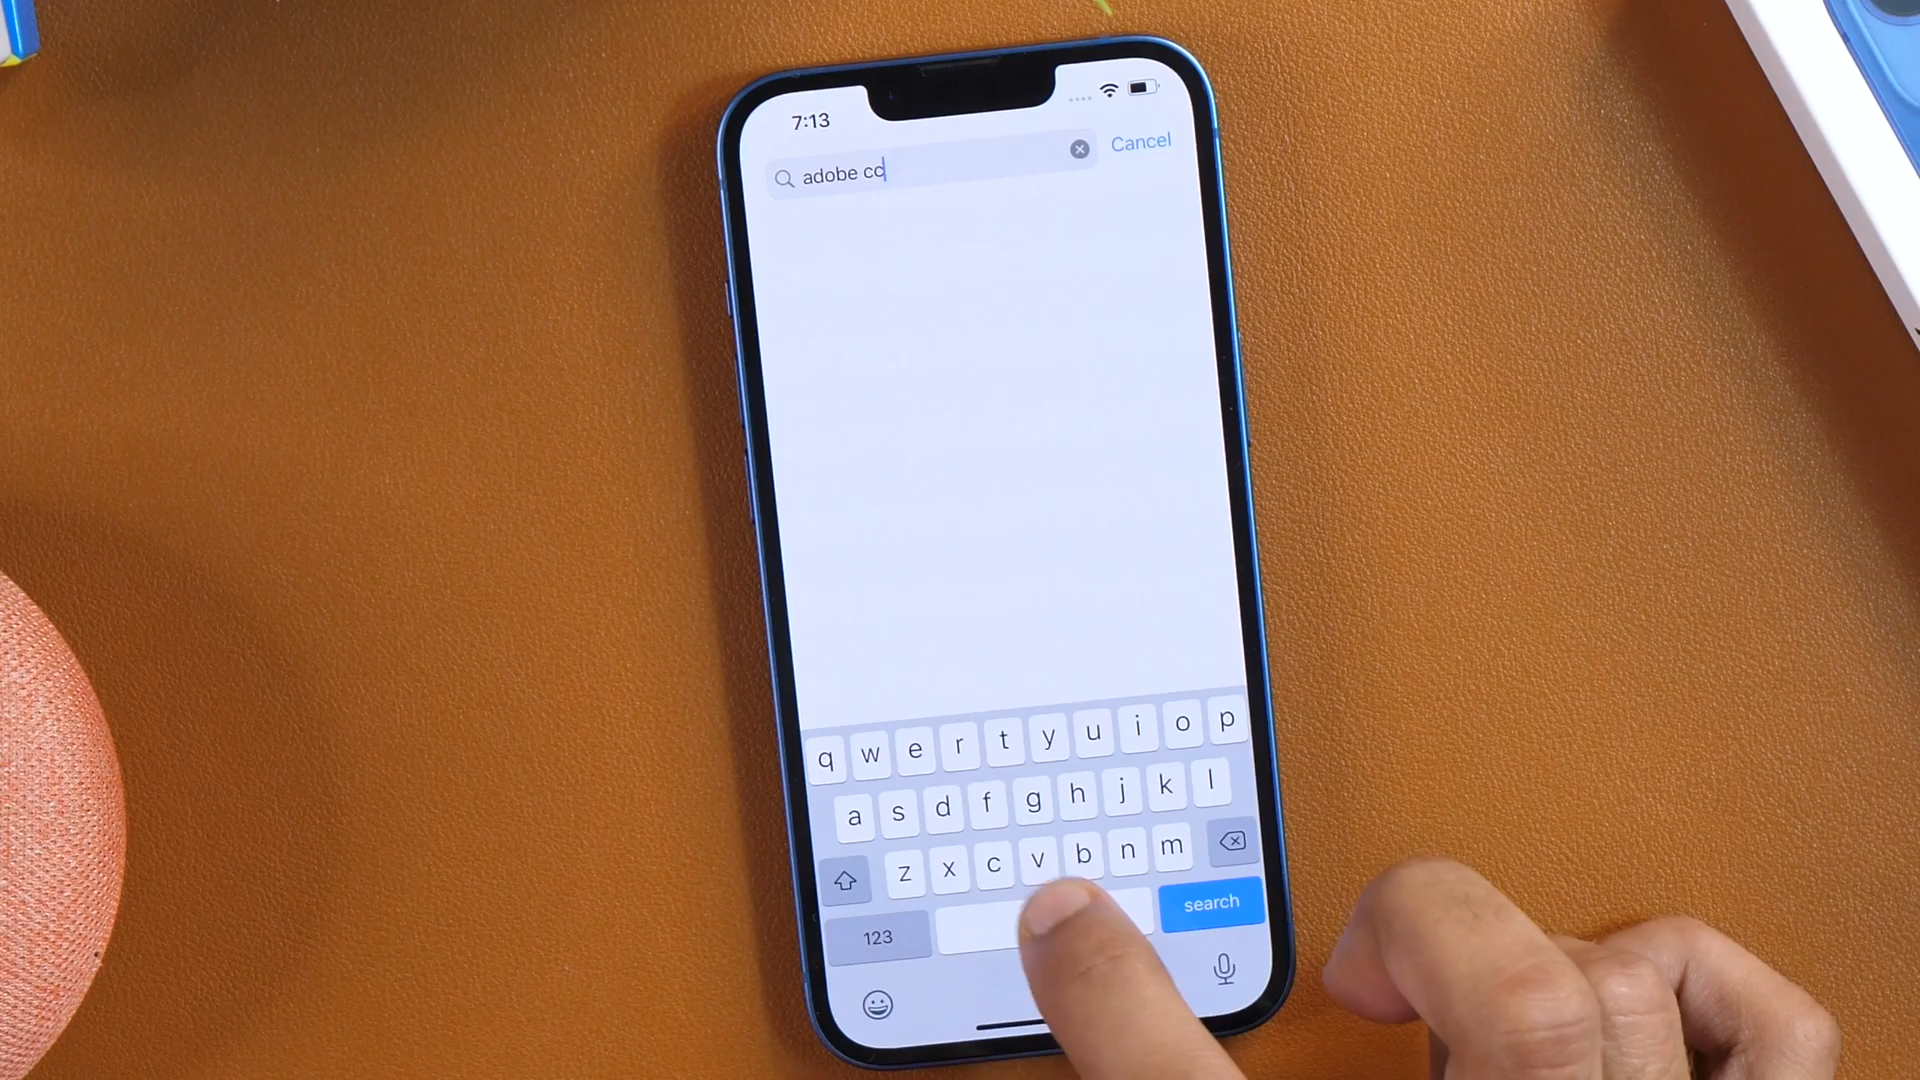 7:13
adobe cc
Cancel
q w e r t y u i o p
a s d f g h j k l
z x c v b n m
123
search